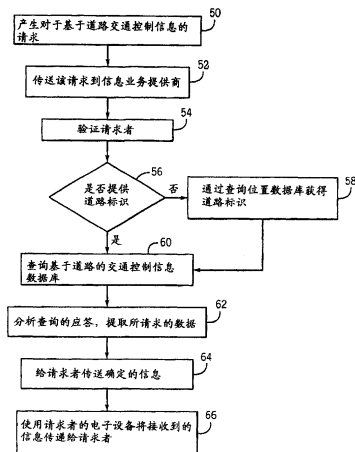 50
产生对于基于道路交通控制信息的
请求
52
传送该请求到信息业务提供商
54
验证请求者
56
是否提供
道路标识
否
58
通过查询位置数据库获得
道路标识
是
60
查询基于道路的交通控制信息
数据库
62
分析查询的应答，提取所请求的数据
64
给请求者传送确定的信息
66
使用请求者的电子设备将接收到的
信息传递给请求者